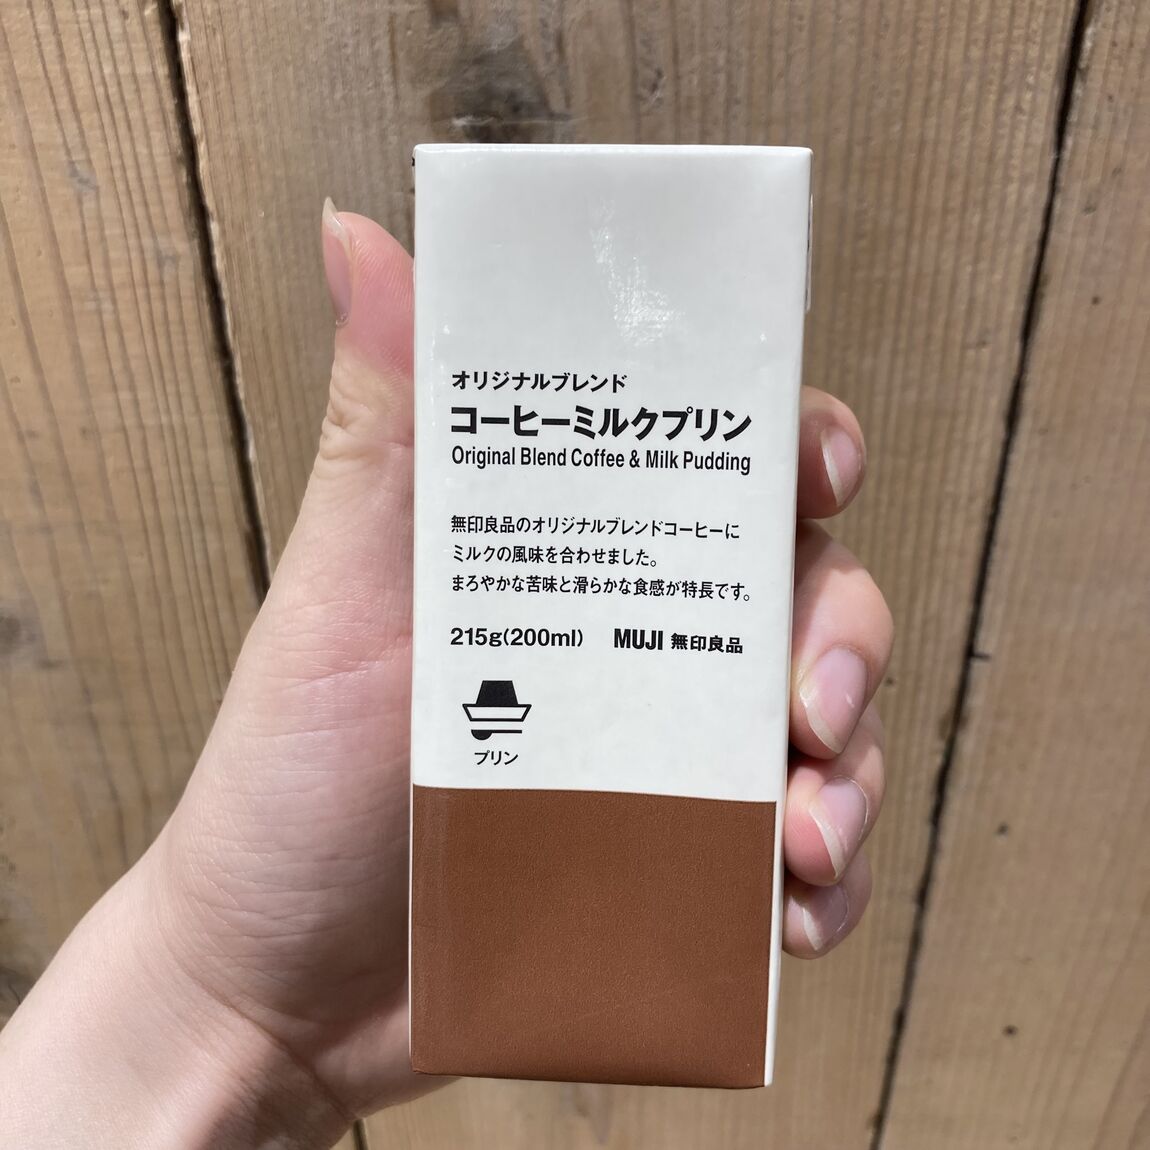 オリジナルブレンド
コーヒーミルクプリン
Original Blend Coffee & Milk Pudding
無印良品のオリジナルブレンドコーヒーに
ミルクの風味を合わせました。
まろやかな苦味と滑らかな食感が特長です。
215g(200ml) MUJI 無印良品
プリン